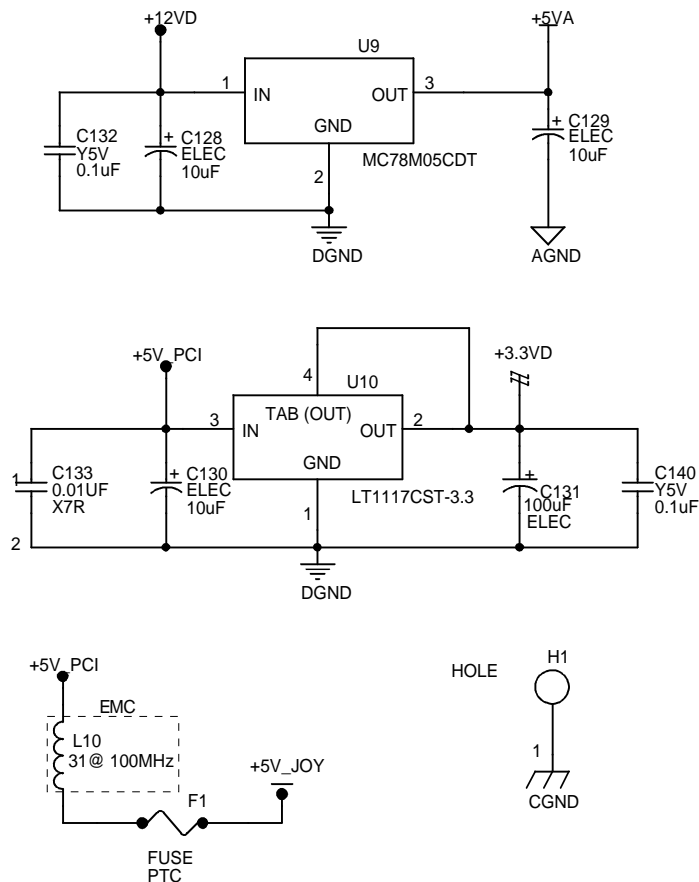 +12VD
+5VA
U9
1
3
IN
OUT
GND
C132
Y5V
0.1uF
+
C128
ELEC
10uF
2
MC78M05CDT
+
C129
ELEC
10uF
DGND
AGND
+5V_PCI
+3.3VD
4
U10
TAB (OUT)
3
2
IN
OUT
GND
1
C133
0.01UF
X7R
2
+
C130
ELEC
10uF
1
LT1117CST-3.3
+
C131
100uF
ELEC
C140
Y5V
0.1uF
DGND
+5V_PCI
EMC
L10
31@ 100MHz
+5V_JOY
F1
FUSE
PTC
HOLE
H1
1
CGND